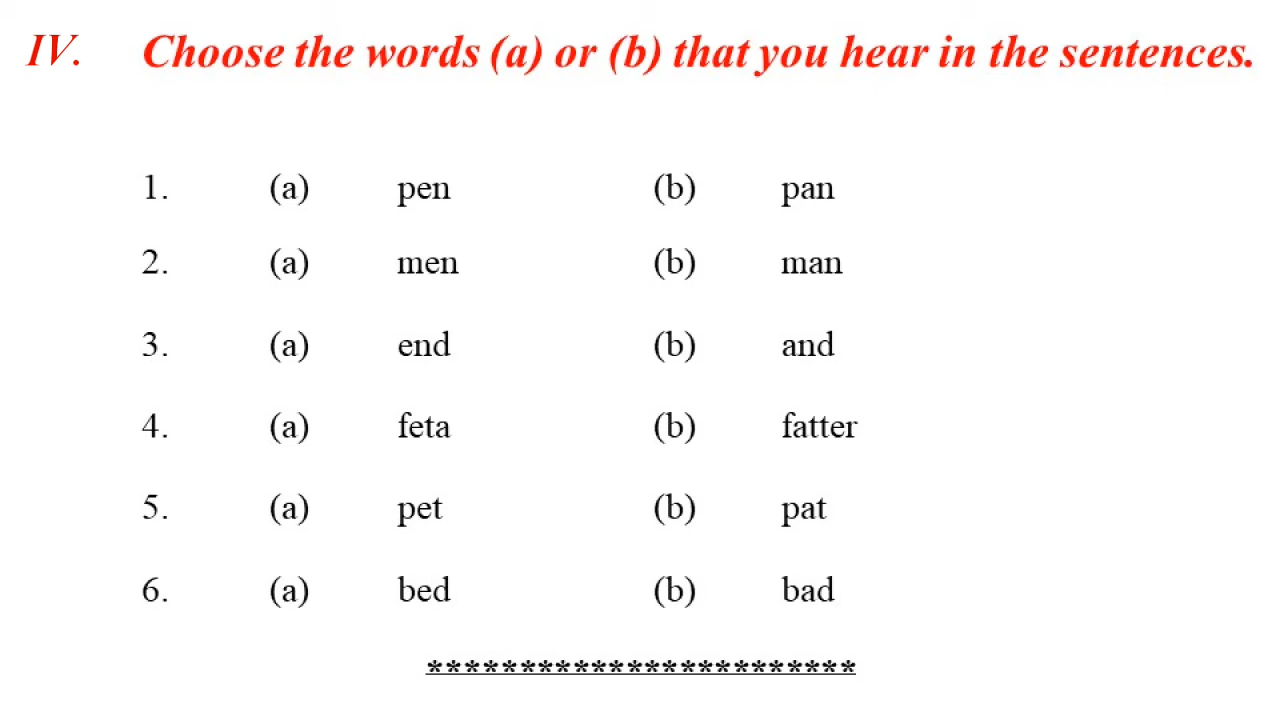 IV. Choose the words (a) or (b) that you hear in the sentences.
1. (a) pen (b) pan
2. (a) men (b) man
3. (a) end (b) and
4. (a) feta (b) fatter
5. (a) pet (b) pat
6. (a) bed (b) bad
************************